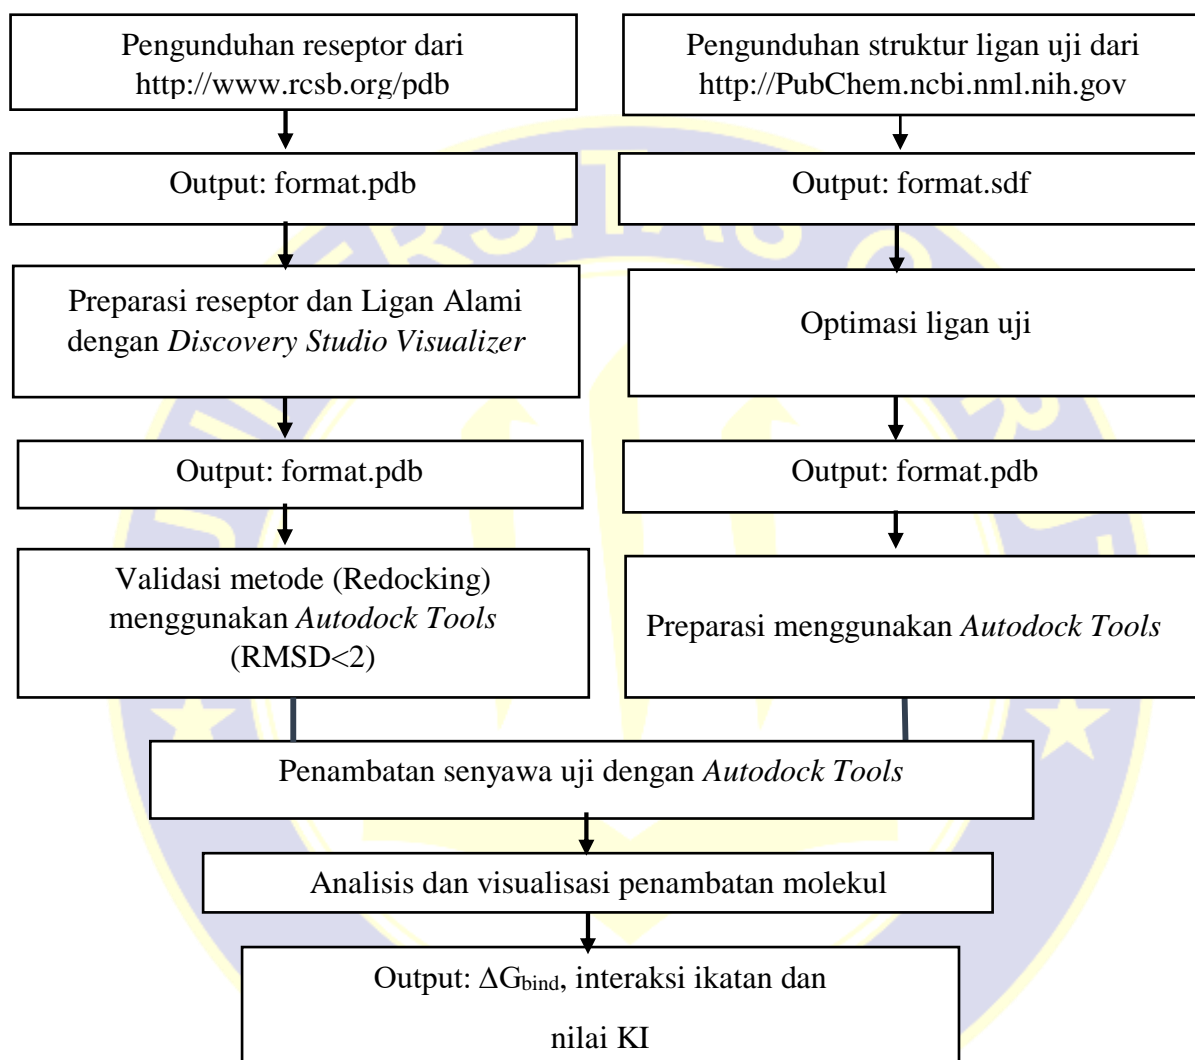 Pengunduhan reseptor dari
http://www.rcsb.org/pdb
Pengunduhan struktur ligan uji dari
http://PubChem.ncbi.nml.nih.gov
Output: format.pdb
Output: format.sdf
Preparasi reseptor dan Ligan Alami
dengan Discovery Studio Visualizer
Optimasi ligan uji
Output: format.pdb
Output: format.pdb
Validasi metode (Redocking)
menggunakan Autodock Tools
(RMSD<2)
Preparasi menggunakan Autodock Tools
Penambatan senyawa uji dengan Autodock Tools
Analisis dan visualisasi penambatan molekul
Output: ΔGbind, interaksi ikatan dan
nilai KI